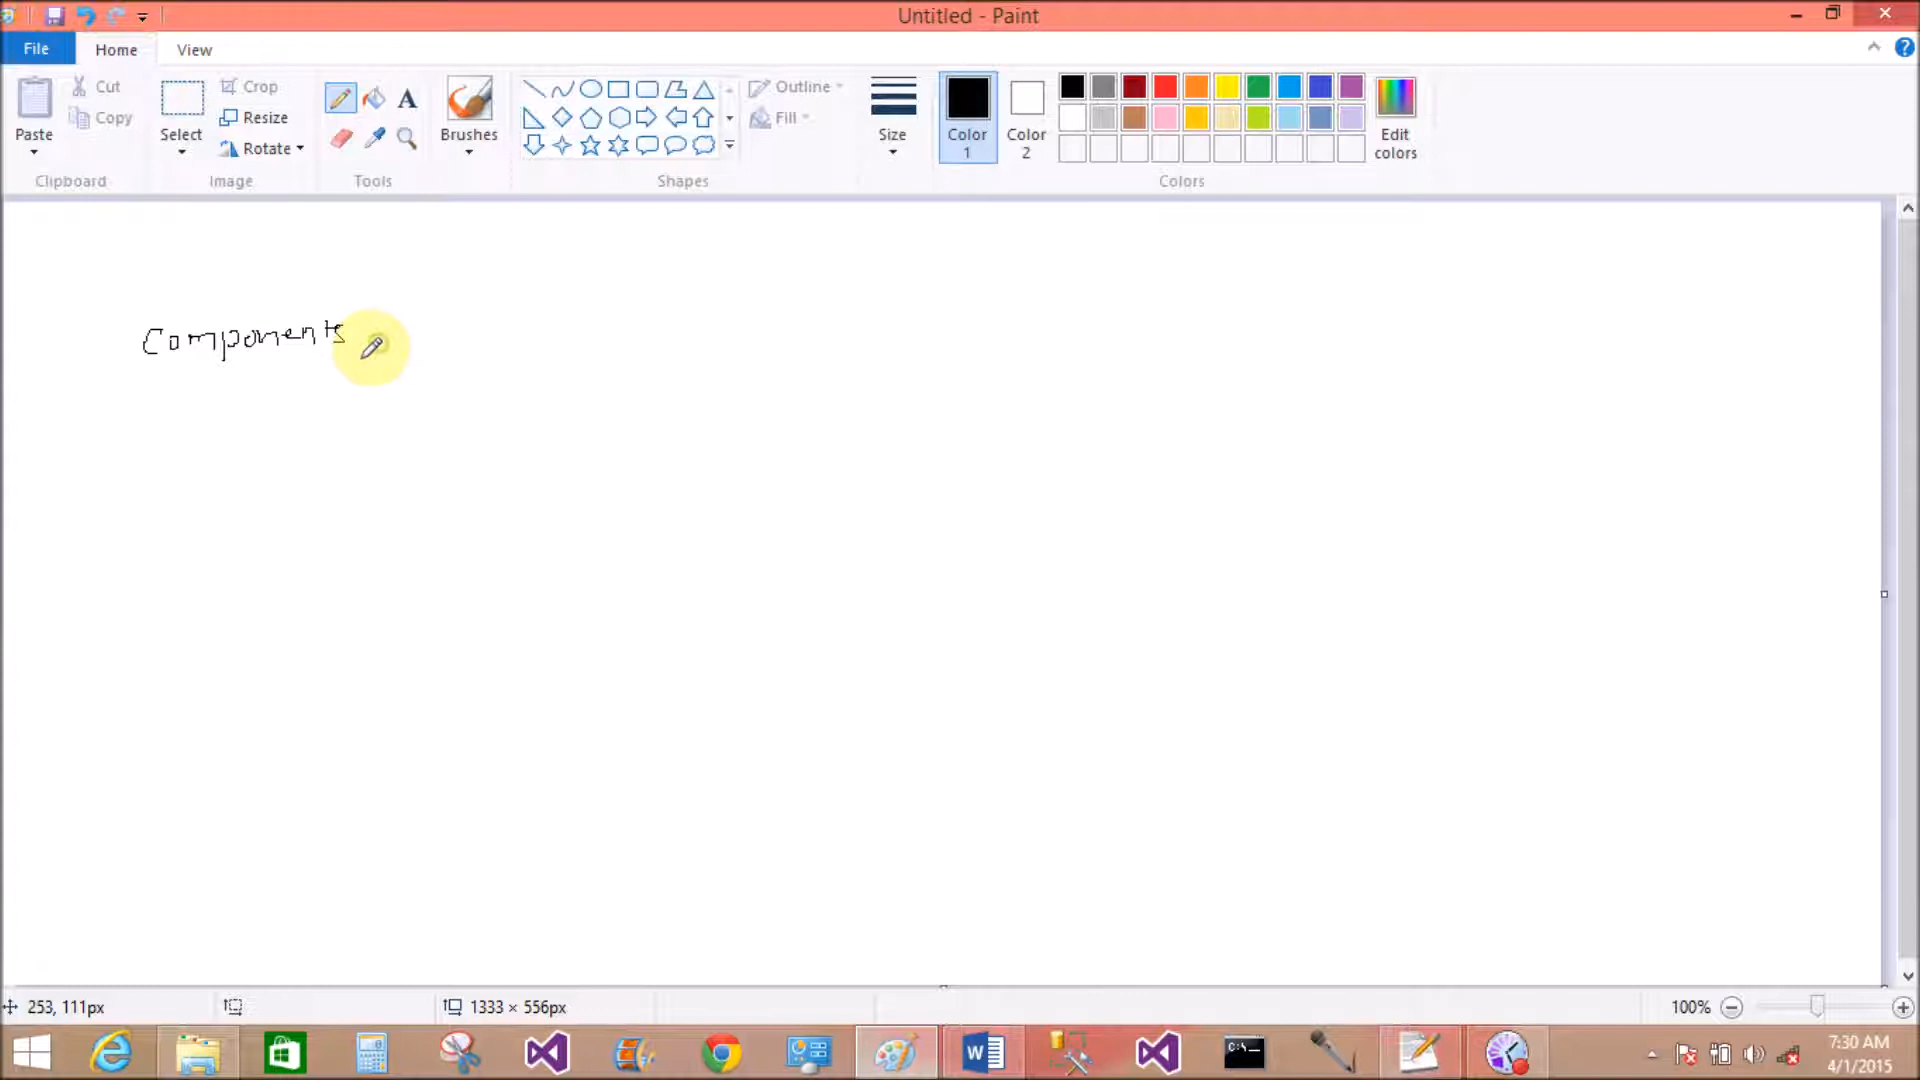 Untitled - Paint
File Home View
Paste
Cut
Copy
Clipboard
Select
Crop
Resize
Rotate
Image
A
Tools
Brushes
Shapes
Outline
Fill
Size
Color 1
Color 2
Edit colors
Colors
?
Components
253, 111px
1333 × 556px
100%
C:\
W
7:30 AM
4/1/2015